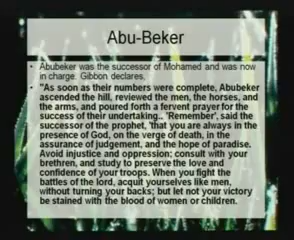 Abu-Beker
• Abubeker was the successor of Mohamed and was now
in charge. Gibbon declares,
• "As soon as their numbers were complete, Abubeker
ascended the hill, reviewed the men, the horses, and
the arms, and poured forth a fervent prayer for the
success of their undertaking.. 'Remember', said the
successor of the prophet, 'that you are always in the
presence of God, on the verge of death, in the
assurance of judgement, and the hope of paradise.
Avoid injustice and oppression; consult with your
brethren, and study to preserve the love and
confidence of your troops. When you fight the
battles of the lord, acquit yourselves like men,
without turning your backs; but let not your victory
be stained with the blood of women or children.